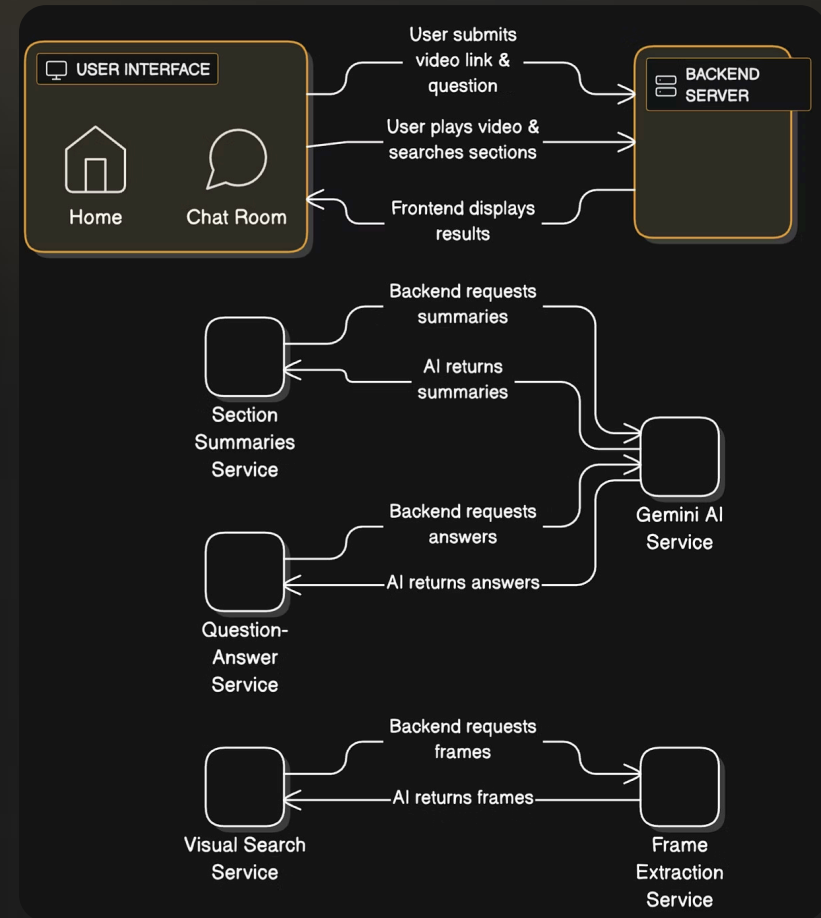 User submits
video link &
question
USER INTERFACE
BACKEND
SERVER
User plays video &
searches sections
Home
Chat Room
Frontend displays
results
Backend requests
summaries
AI returns
summaries
Section
Summaries
Service
Gemini AI
Service
Backend requests
answers
AI returns answers
Question-
Answer
Service
Backend requests
frames
AI returns frames
Visual Search
Service
Frame
Extraction
Service